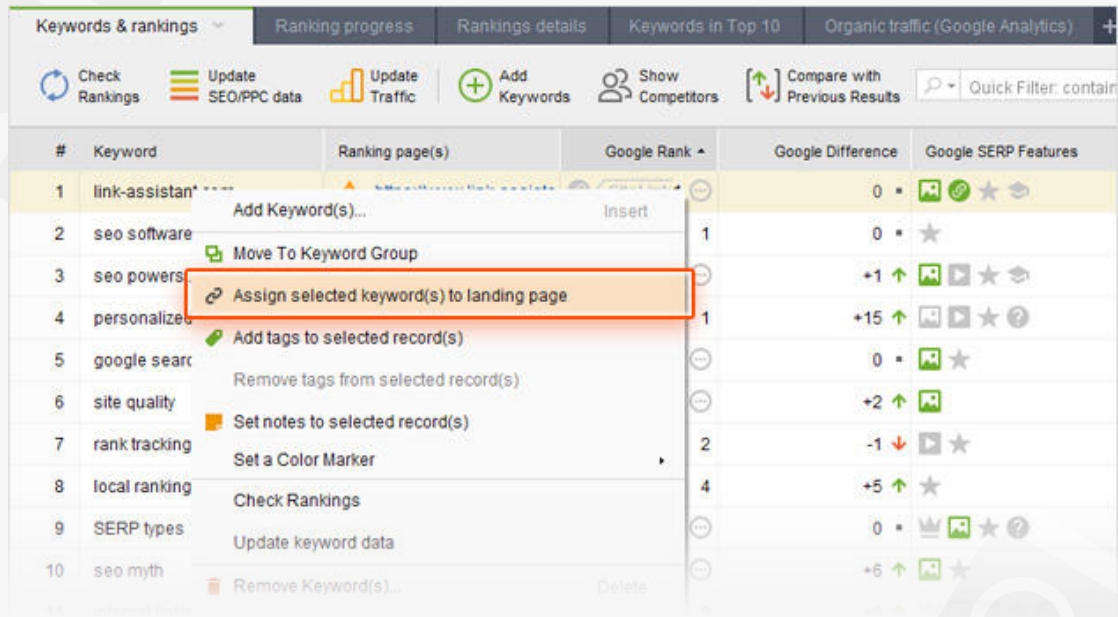 Keywords & rankings
Ranking progress
Rankings details
Keywords in Top 10
Organic traffic (Google Analytics)
+
Check
Rankings
Update
SEO/PPC data
Update
Traffic
Add
Keywords
Show
Competitors
Compare with
Previous Results
Quick Filter: contain
# Keyword Ranking page(s) Google Rank Google Difference Google SERP Features
1 link-assistant.com 0
2 seo software 1 0
3 seo powers +1
4 personalized 1 +15
5 google searc 0
6 site quality +2
7 rank tracking 2 -1
8 local ranking 4 +5
9 SERP types 0
10 seo myth +6
Add Keyword(s)... Insert
Move To Keyword Group
Assign selected keyword(s) to landing page
Add tags to selected record(s)
Remove tags from selected record(s)
Set notes to selected record(s)
Set a Color Marker
Check Rankings
Update keyword data
Remove Keyword(s)... Delete